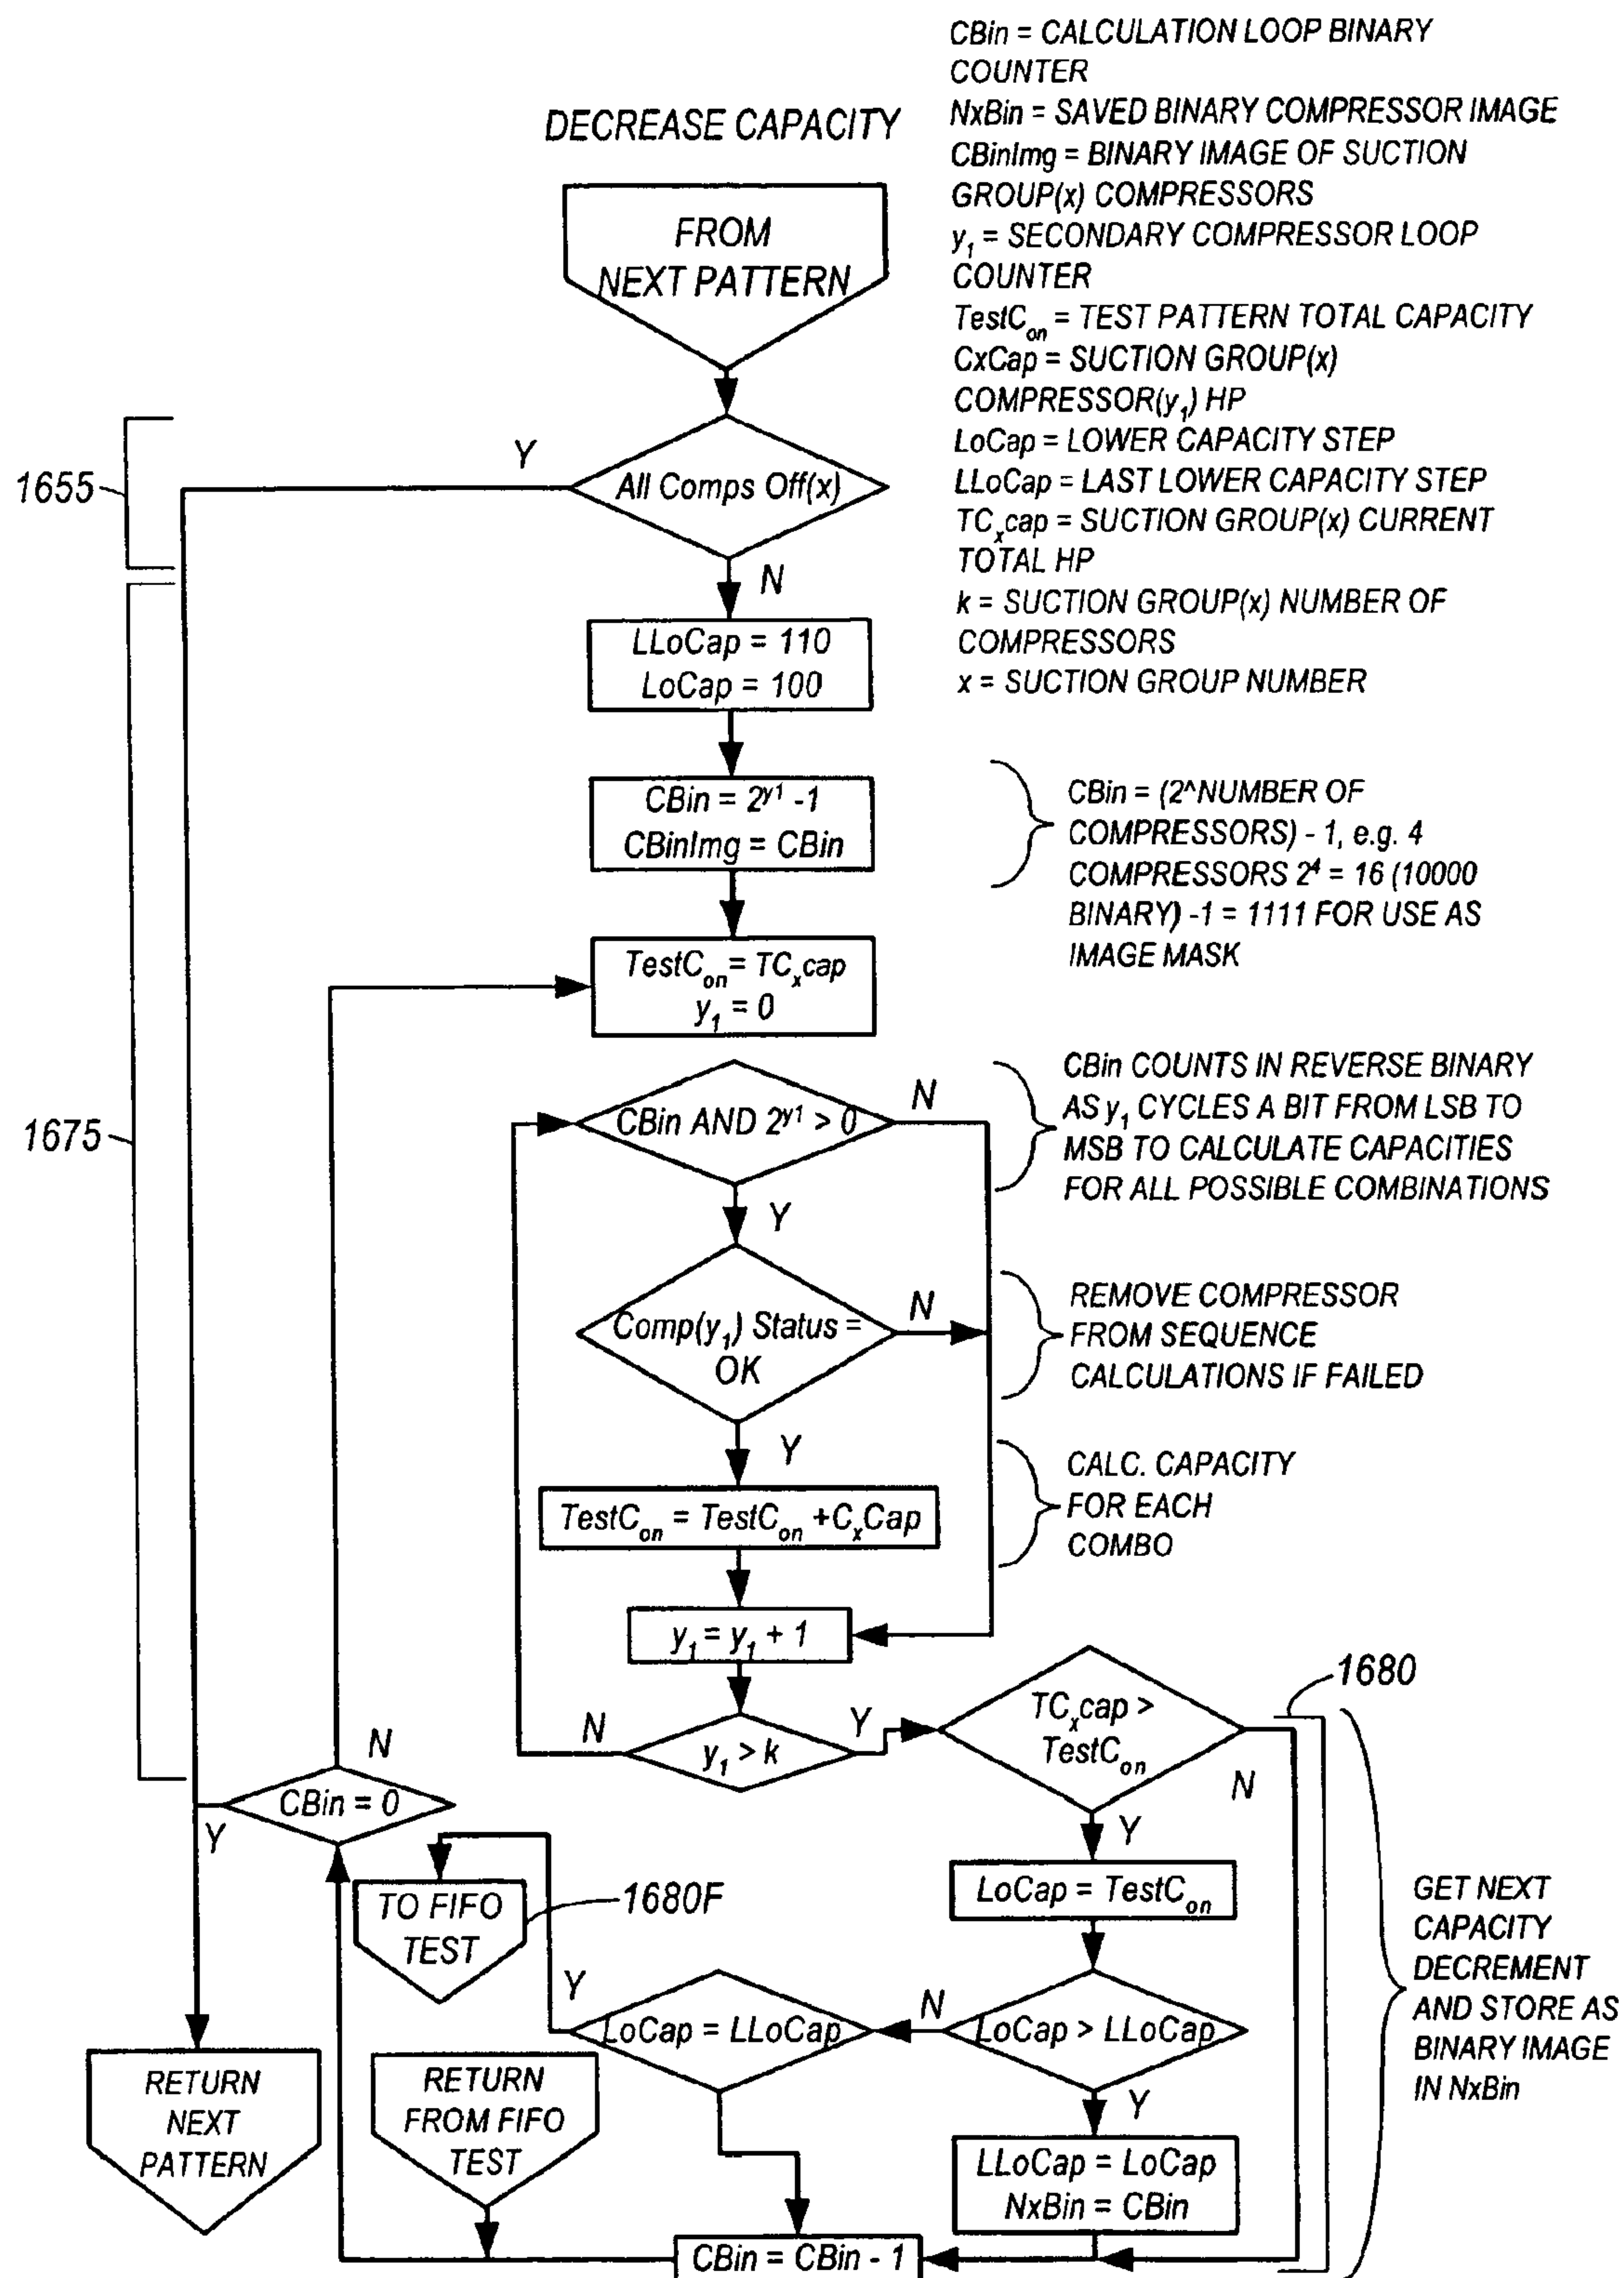 CBin = CALCULATION LOOP BINARY
COUNTER
NxBin = SAVED BINARY COMPRESSOR IMAGE
CBinImg = BINARY IMAGE OF SUCTION
GROUP(x) COMPRESSORS
y₁ = SECONDARY COMPRESSOR LOOP
COUNTER
TestCₒₙ = TEST PATTERN TOTAL CAPACITY
CxCap = SUCTION GROUP(x)
COMPRESSOR(y₁) HP
LoCap = LOWER CAPACITY STEP
LLoCap = LAST LOWER CAPACITY STEP
TCₓcap = SUCTION GROUP(x) CURRENT
TOTAL HP
k = SUCTION GROUP(x) NUMBER OF
COMPRESSORS
x = SUCTION GROUP NUMBER
DECREASE CAPACITY
FROM
NEXT PATTERN
1655
Y
All Comps Off(x)
N
LLoCap = 110
LoCap = 100
CBin = 2^y1 -1
CBinImg = CBin
CBin = (2^NUMBER OF
COMPRESSORS) - 1, e.g. 4
COMPRESSORS 2⁴ = 16 (10000
BINARY) -1 = 1111 FOR USE AS
IMAGE MASK
TestCₒₙ= TCₓcap
y₁ = 0
1675
CBin AND 2^y1 > 0
N
Y
CBin COUNTS IN REVERSE BINARY
AS y₁ CYCLES A BIT FROM LSB TO
MSB TO CALCULATE CAPACITIES
FOR ALL POSSIBLE COMBINATIONS
Comp(y₁) Status =
OK
N
Y
REMOVE COMPRESSOR
FROM SEQUENCE
CALCULATIONS IF FAILED
TestCₒₙ = TestCₒₙ +CₓCap
CALC. CAPACITY
FOR EACH
COMBO
y₁ = y₁ + 1
N
y₁ > k
Y
TCₓcap >
TestCₒₙ
1680
N
Y
CBin = 0
N
Y
TO FIFO
TEST
1680F
LoCap = TestCₒₙ
GET NEXT
CAPACITY
DECREMENT
AND STORE AS
BINARY IMAGE
IN NxBin
Y
LoCap = LLoCap
N
LoCap > LLoCap
Y
RETURN
NEXT
PATTERN
RETURN
FROM FIFO
TEST
LLoCap = LoCap
NxBin = CBin
CBin = CBin - 1